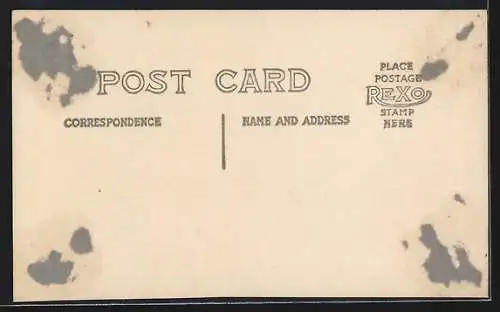 POST CARD
CORRESPONDENCE
NAME AND ADDRESS
PLACE
POSTAGE
REXO
STAMP
HERE